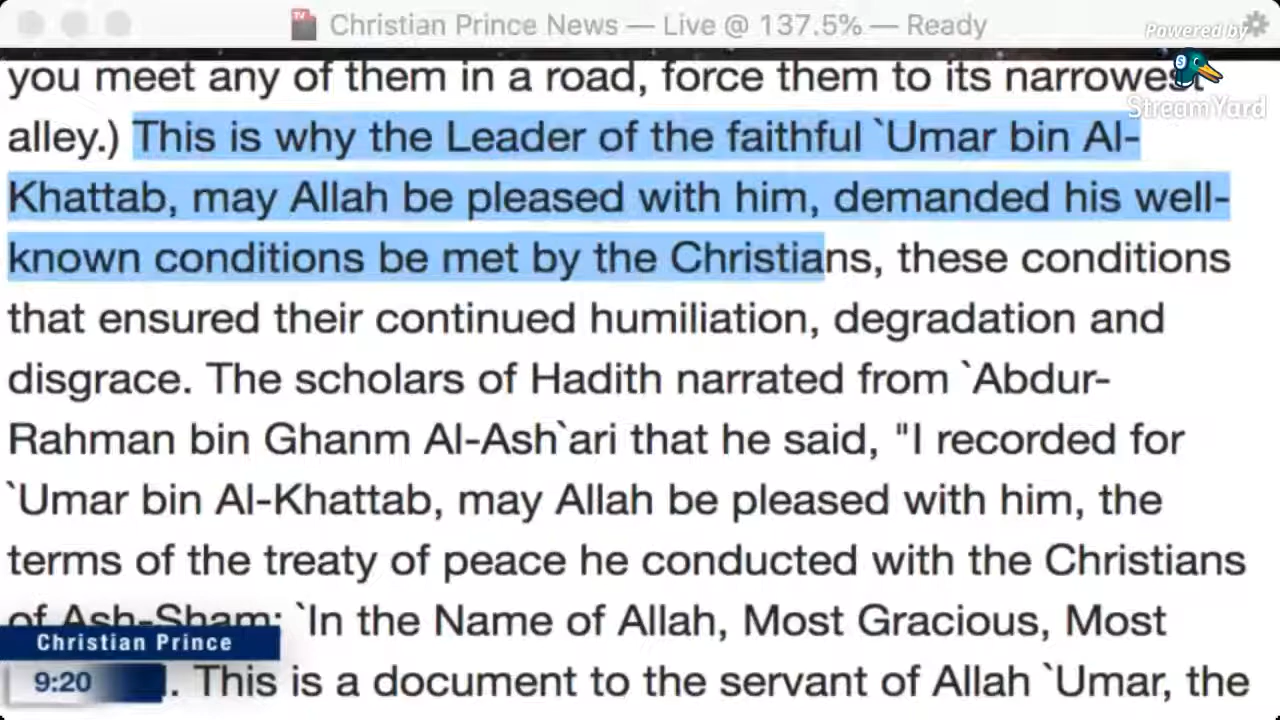 Christian Prince News — Live @ 137.5% — Ready
Powered by
StreamYard
you meet any of them in a road, force them to its narrowest
alley.) This is why the Leader of the faithful `Umar bin Al-
Khattab, may Allah be pleased with him, demanded his well-
known conditions be met by the Christians, these conditions
that ensured their continued humiliation, degradation and
disgrace. The scholars of Hadith narrated from `Abdur-
Rahman bin Ghanm Al-Ash`ari that he said, "I recorded for
`Umar bin Al-Khattab, may Allah be pleased with him, the
terms of the treaty of peace he conducted with the Christians
of Ash-Sham: `In the Name of Allah, Most Gracious, Most
. This is a document to the servant of Allah `Umar, the
Christian Prince
9:20